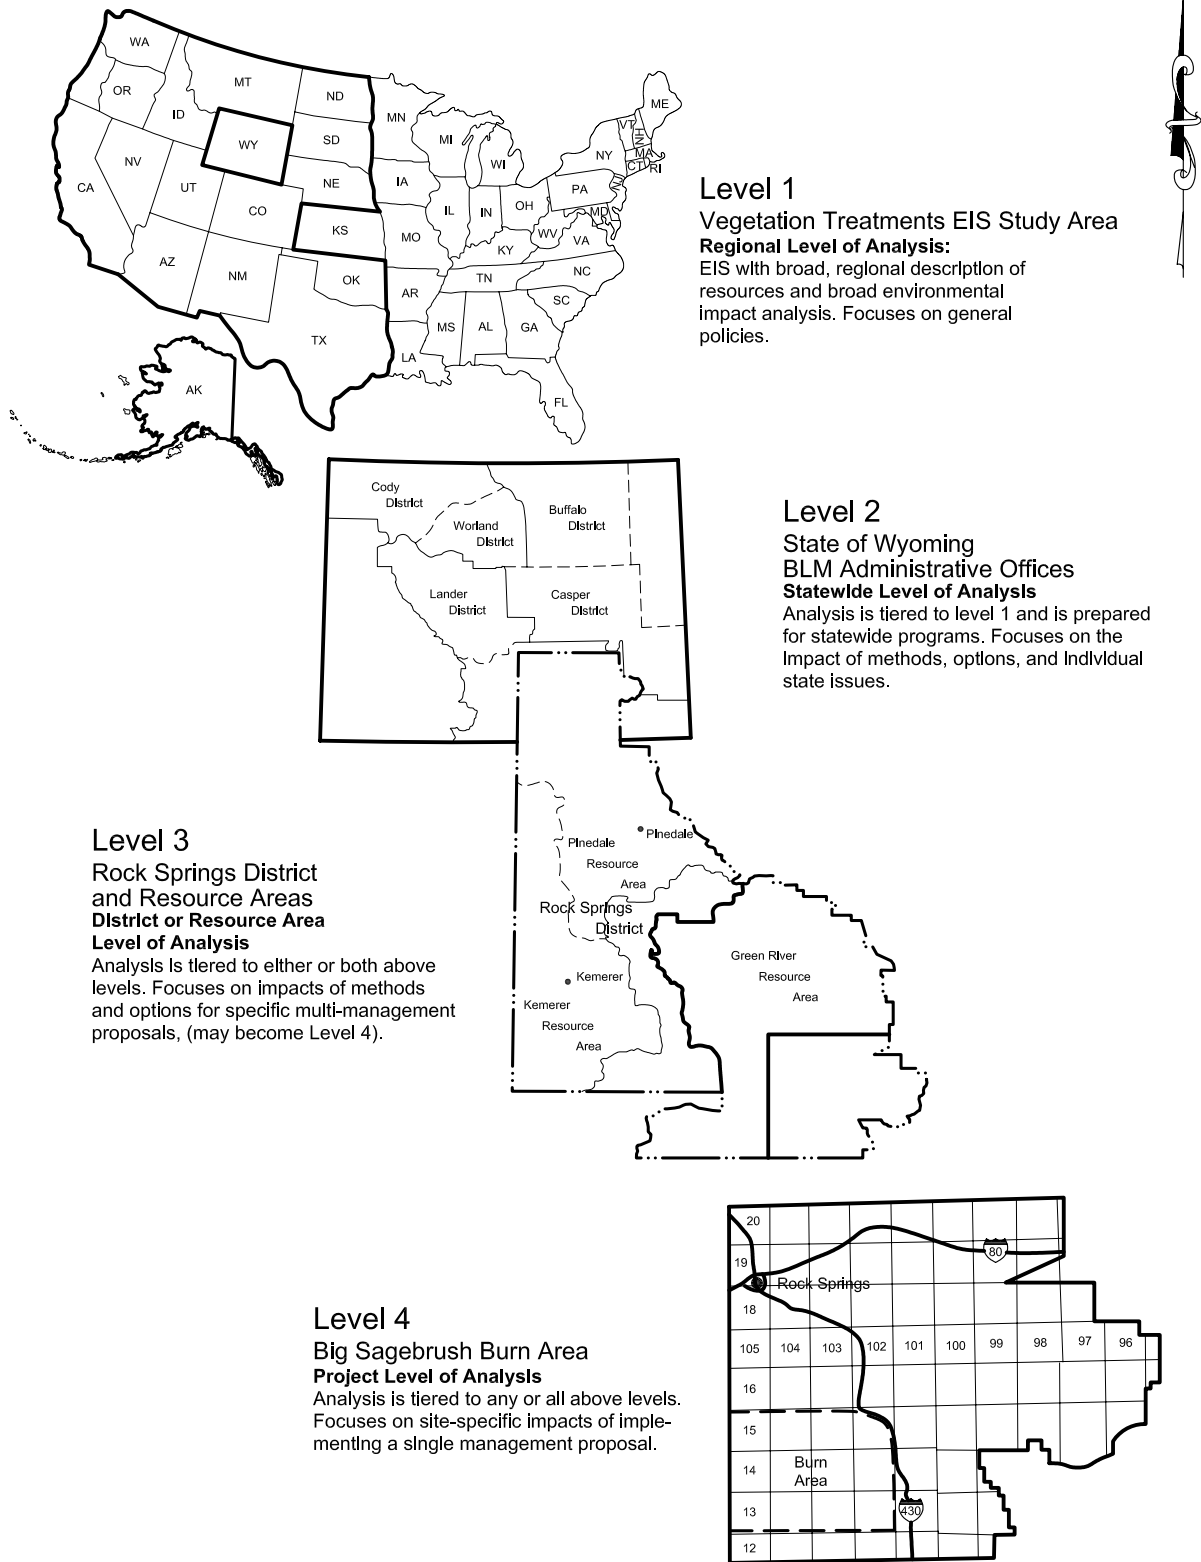 WA
OR
MT
ID
ND
SD
WY
NE
NV
CA
UT
CO
KS
AZ
NM
OK
TX
AK
MN
IA
MO
AR
LA
MI
WI
IL
IN
OH
KY
TN
MS
AL
GA
FL
SC
NC
VA
WV
PA
MD
NJ
NY
VT
NH
MA
CT
RI
ME
Level 1
Vegetation Treatments EIS Study Area
Regional Level of Analysis:
EIS with broad, regional description of
resources and broad environmental
impact analysis. Focuses on general
policies.
Cody
District
Worland
District
Buffalo
District
Lander
District
Casper
District
Level 2
State of Wyoming
BLM Administrative Offices
Statewide Level of Analysis
Analysis is tiered to level 1 and is prepared
for statewide programs. Focuses on the
impact of methods, options, and individual
state issues.
Level 3
Rock Springs District
and Resource Areas
District or Resource Area
Level of Analysis
Analysis is tiered to either or both above
levels. Focuses on impacts of methods
and options for specific multi-management
proposals, (may become Level 4).
Pinedale
Pinedale
Resource
Area
Rock Springs
District
Green River
Resource
Area
Kemerer
Kemerer
Resource
Area
Level 4
Big Sagebrush Burn Area
Project Level of Analysis
Analysis is tiered to any or all above levels.
Focuses on site-specific impacts of imple-
menting a single management proposal.
20
19
80
Rock Springs
18
105 104 103 102 101 100 99 98 97 96
16
15
14
Burn
Area
13
430
12